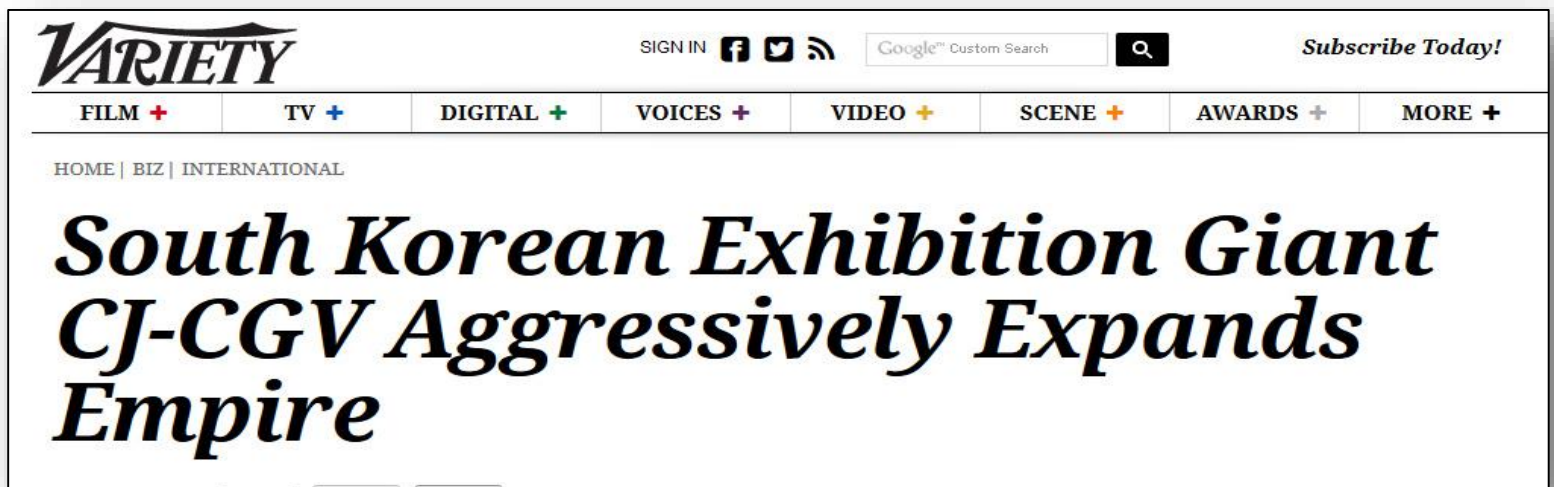 VARIETY
SIGN IN
Google™ Custom Search
Subscribe Today!
FILM + TV + DIGITAL + VOICES + VIDEO + SCENE + AWARDS + MORE +
HOME | BIZ | INTERNATIONAL
South Korean Exhibition Giant
CJ-CGV Aggressively Expands
Empire